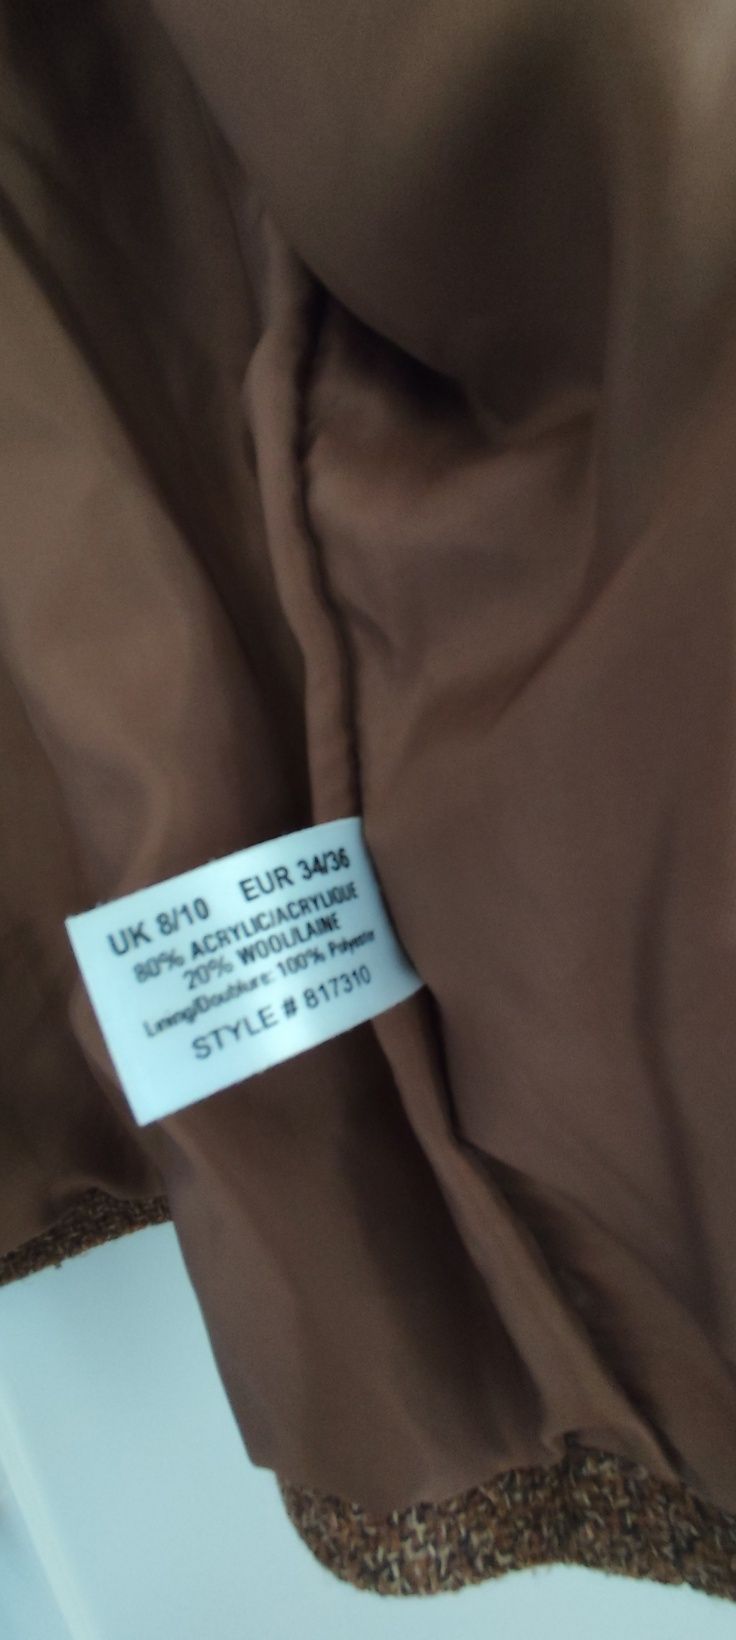 UK 8/10 EUR 34/36
80% ACRYLIC/ACRYLIQUE
20% WOOL/LAINE
Lining/Doublure: 100% Polyester
STYLE # 817310